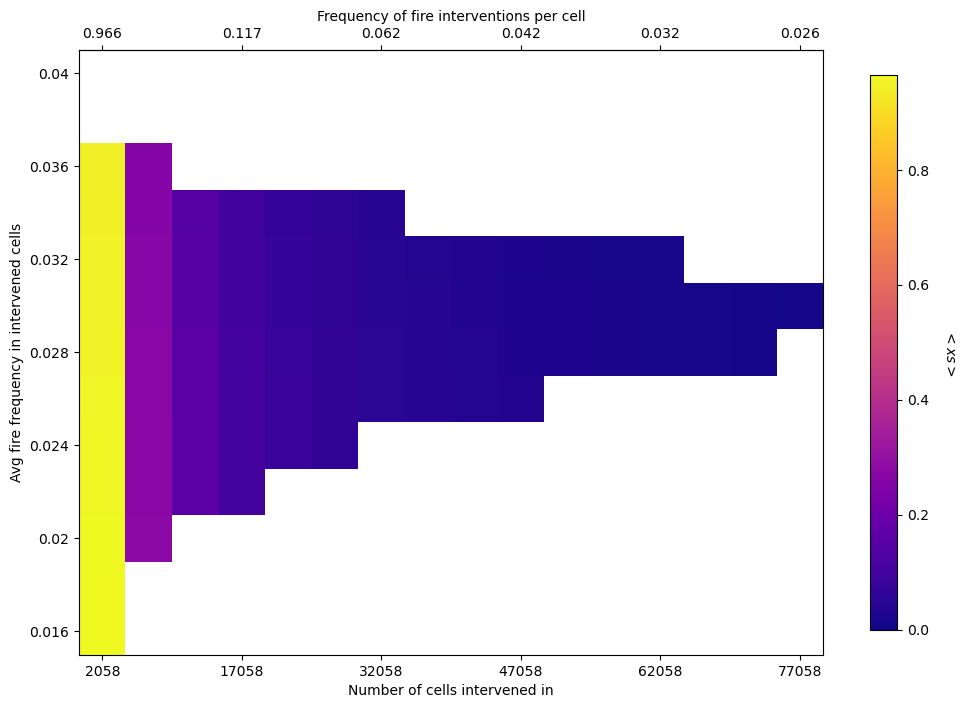 Frequency of fire interventions per cell
0.966 0.117 0.062 0.042 0.032 0.026
0.04
0.036
0.032
0.028
0.024
0.02
0.016
Avg fire frequency in intervened cells
2058 17058 32058 47058 62058 77058
Number of cells intervened in
0.8
0.6
0.4
0.2
0.0
< sx >